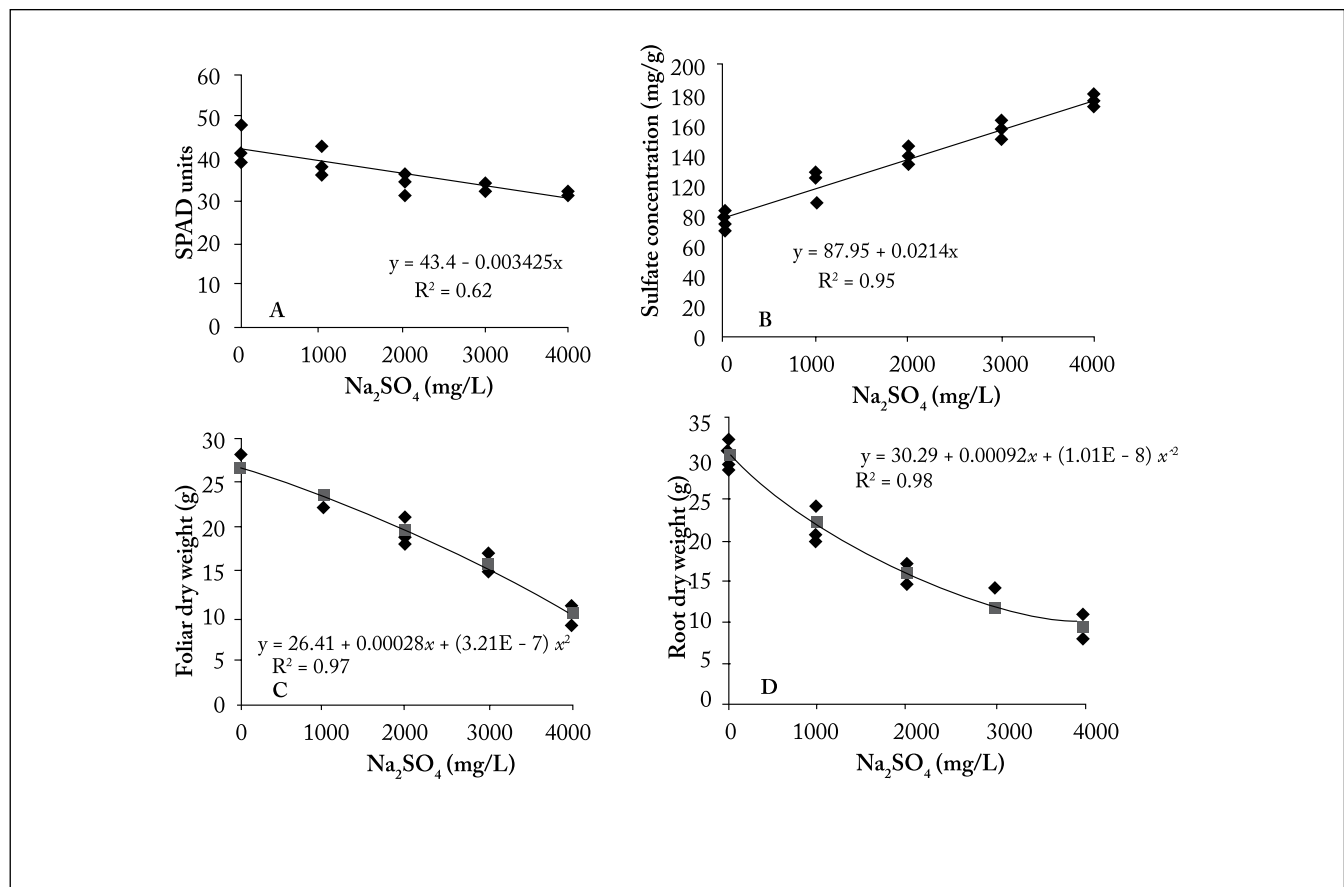 60
50
40
30
20
10
0
SPAD units
y = 43.4 - 0.003425x
R² = 0.62
A
0 1000 2000 3000 4000
Na₂SO₄ (mg/L)
200
180
160
140
120
100
80
60
40
20
0
Sulfate concentration (mg/g)
y = 87.95 + 0.0214x
R² = 0.95
B
0 1000 2000 3000 4000
Na₂SO₄ (mg/L)
30
25
20
15
10
5
0
Foliar dry weight (g)
y = 26.41 + 0.00028x + (3.21E - 7) x²
R² = 0.97
C
0 1000 2000 3000 4000
Na₂SO₄ (mg/L)
35
30
25
20
15
10
5
0
Root dry weight (g)
y = 30.29 + 0.00092x + (1.01E - 8) x²
R² = 0.98
D
0 1000 2000 3000 4000
Na₂SO₄ (mg/L)